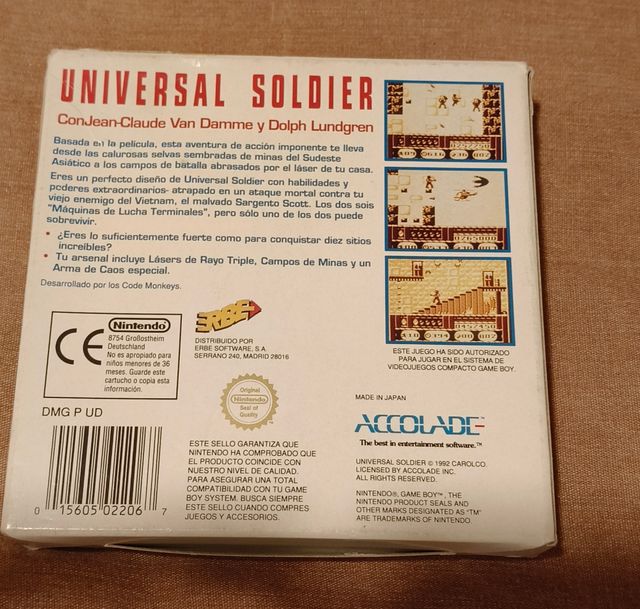 UNIVERSAL SOLDIER
ConJean-Claude Van Damme y Dolph Lundgren
Basada en la película, esta aventura de acción imponente te lleva
desde las calurosas selvas sembradas de minas del Sudeste
Asiático a los campos de batalla abrasados por el láser de tu casa.
Eres un perfecto diseño de Universal Soldier con habilidades y
pcderes extraordinarios- atrapado en un ataque mortal contra tu
viejo enemigo del Vietnam, el malvado Sargento Scott. Los dos sois
"Máquinas de Lucha Terminales", pero sólo uno de los dos puede
sobrevivir.
• ¿Eres lo suficientemente fuerte como para conquistar diez sitios
increíbles?
• Tu arsenal incluye Lásers de Rayo Triple, Campos de Minas y un
Arma de Caos especial.
Desarrollado por los Code Monkeys.
CE
Nintendo
8754 Großostheim
Deutschland
No es apropiado para
niños menores de 36
meses. Guarde este
cartucho o copia esta
información.
ERBE
DISTRIBUIDO POR
ERBE SOFTWARE, S.A.
SERRANO 240, MADRID 28016
ESTE JUEGO HA SIDO AUTORIZADO
PARA JUGAR EN EL SISTEMA DE
VIDEOJUEGOS COMPACTO GAME BOY.
DMG P UD
0 15605 02206 7
Original
Nintendo
Seal of
Quality
ESTE SELLO GARANTIZA QUE
NINTENDO HA COMPROBADO QUE
EL PRODUCTO COINCIDE CON
NUESTRO NIVEL DE CALIDAD.
PARA ASEGURAR UNA TOTAL
COMPATIBILIDAD CON TU GAME
BOY SYSTEM. BUSCA SIEMPRE
ESTE SELLO CUANDO COMPRES
JUEGOS Y ACCESORIOS.
MADE IN JAPAN
ACCOLADE™
The best in entertainment software.™
UNIVERSAL SOLDIER © 1992 CAROLCO.
LICENSED BY ACCOLADE INC.
ALL RIGHTS RESERVED.
NINTENDO®, GAME BOY™, THE
NINTENDO PRODUCT SEALS AND
OTHER MARKS DESIGNATED AS "TM"
ARE TRADEMARKS OF NINTENDO.